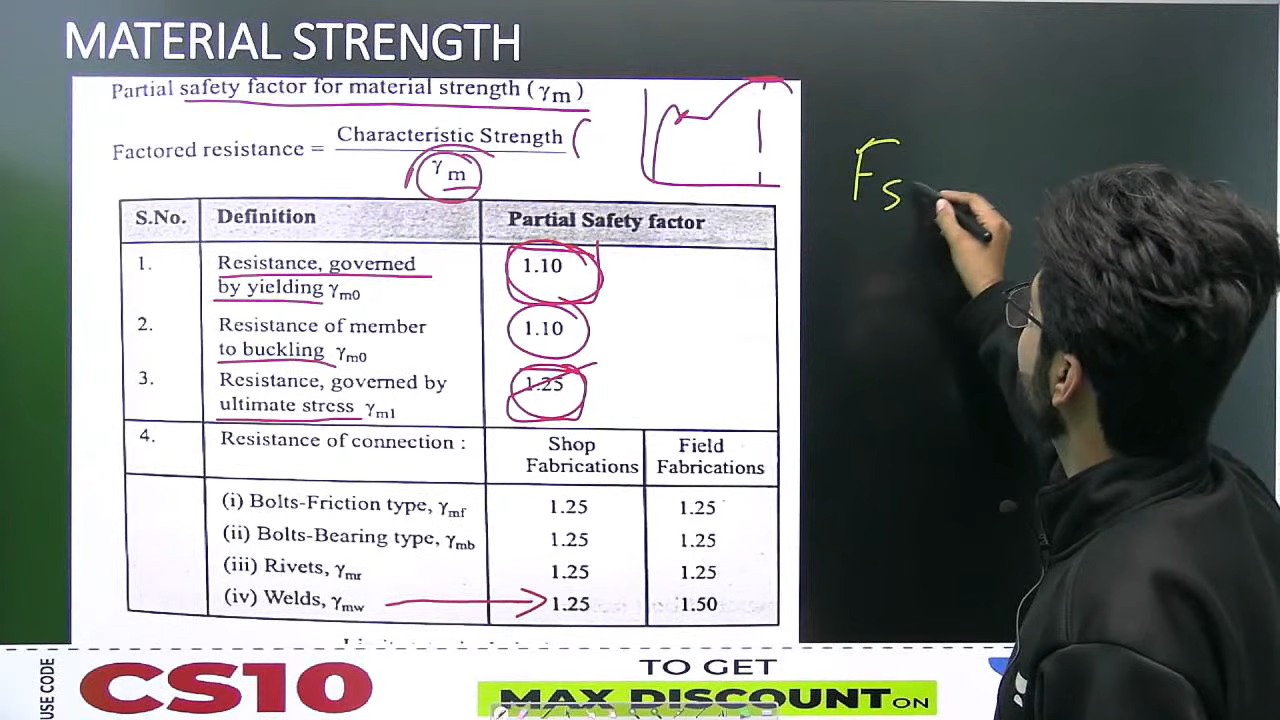 MATERIAL STRENGTH
Partial safety factor for material strength (γm)
Factored resistance = Characteristic Strength / γm
S.No. Definition Partial Safety factor
1. Resistance, governed by yielding γm0 1.10
2. Resistance of member to buckling γm0 1.10
3. Resistance, governed by ultimate stress γm1 1.25
4. Resistance of connection : Shop Fabrications Field Fabrications
(i) Bolts-Friction type, γmf 1.25 1.25
(ii) Bolts-Bearing type, γmb 1.25 1.25
(iii) Rivets, γmr 1.25 1.25
(iv) Welds, γmw 1.25 1.50
Fs
USE CODE
CS10
TO GET
MAX DISCOUNT ON